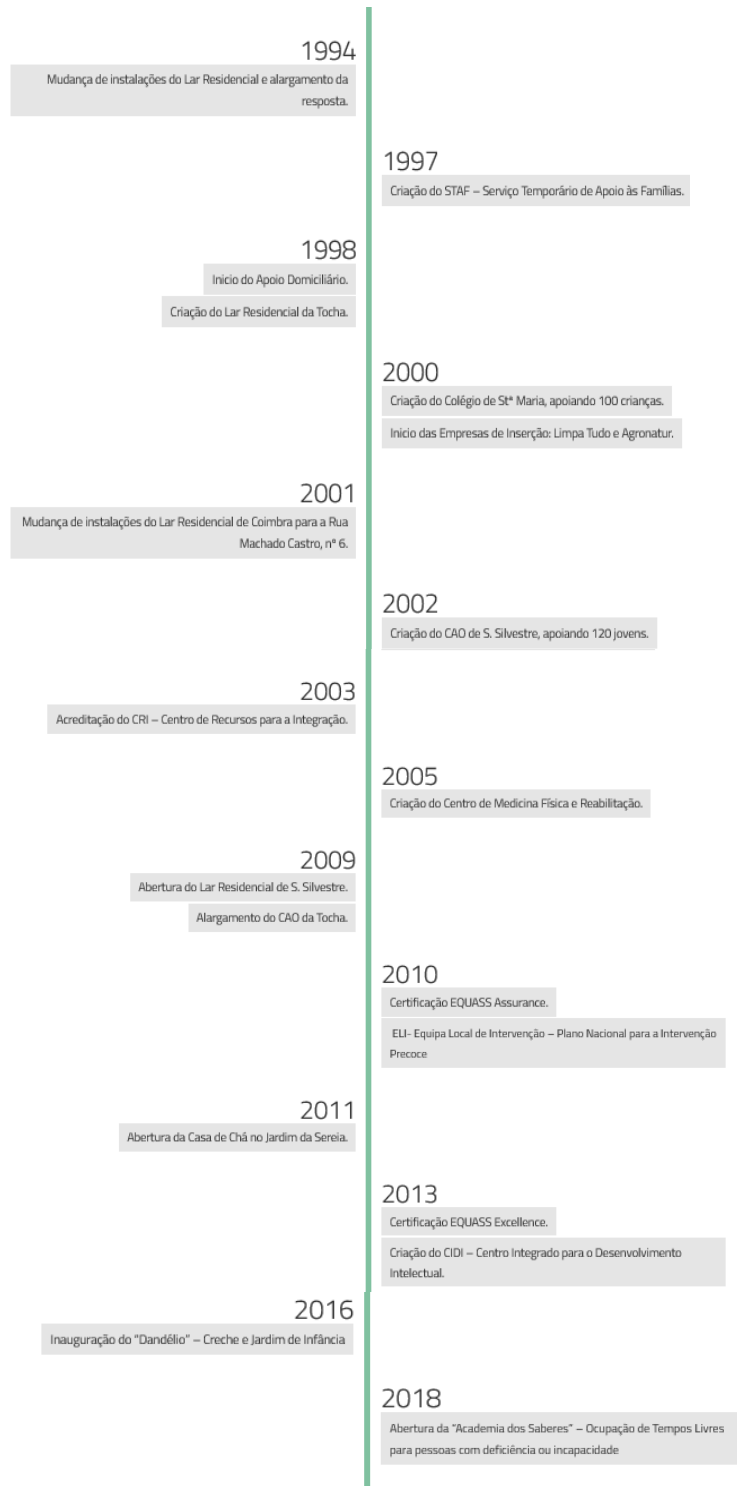 1994
Mudança de instalações do Lar Residencial e alargamento da
resposta.
1997
Criação do STAF – Serviço Temporário de Apoio às Famílias.
1998
Inicio do Apoio Domiciliário.
Criação do Lar Residencial da Tocha.
2000
Criação do Colégio de Stª Maria, apoiando 100 crianças.
Inicio das Empresas de Inserção: Limpa Tudo e Agronatur.
2001
Mudança de instalações do Lar Residencial de Coimbra para a Rua
Machado Castro, nº 6.
2002
Criação do CAO de S. Silvestre, apoiando 120 jovens.
2003
Acreditação do CRI – Centro de Recursos para a Integração.
2005
Criação do Centro de Medicina Física e Reabilitação.
2009
Abertura do Lar Residencial de S. Silvestre.
Alargamento do CAO da Tocha.
2010
Certificação EQUASS Assurance.
ELI- Equipa Local de Intervenção – Plano Nacional para a Intervenção
Precoce
2011
Abertura da Casa de Chá no Jardim da Sereia.
2013
Certificação EQUASS Excellence.
Criação do CIDI – Centro Integrado para o Desenvolvimento
Intelectual.
2016
Inauguração do “Dandélio” – Creche e Jardim de Infância
2018
Abertura da “Academia dos Saberes” – Ocupação de Tempos Livres
para pessoas com deficiência ou incapacidade